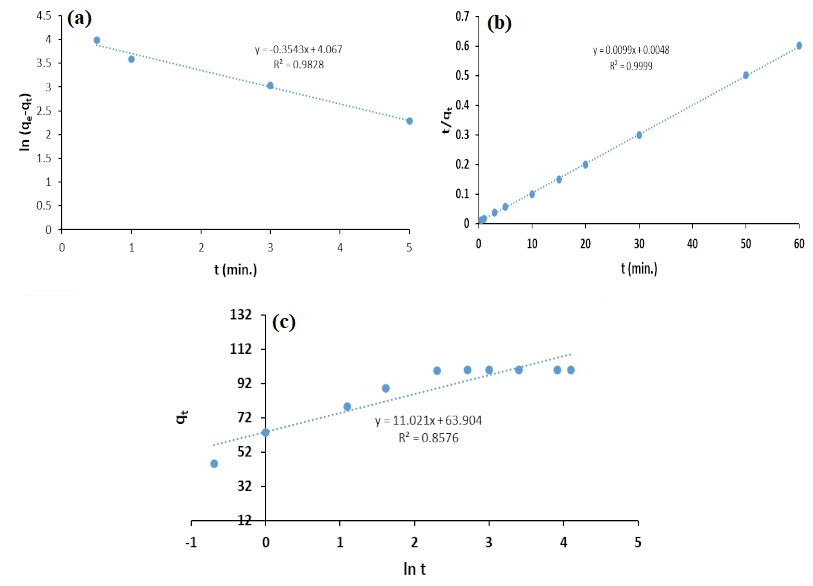 (a)
4.5
4
3.5
3
2.5
2
1.5
1
0.5
0
y = -0.3543x + 4.067
R² = 0.9828
ln (qe-qt)
0 1 2 3 4 5
t (min.)
(b)
0.7
0.6
0.5
0.4
0.3
0.2
0.1
0
y = 0.0099x + 0.0048
R² = 0.9999
t/qt
0 10 20 30 40 50 60
t (min.)
(c)
132
112
92
72
52
32
12
qt
y = 11.021x + 63.904
R² = 0.8576
-1 0 1 2 3 4 5
ln t